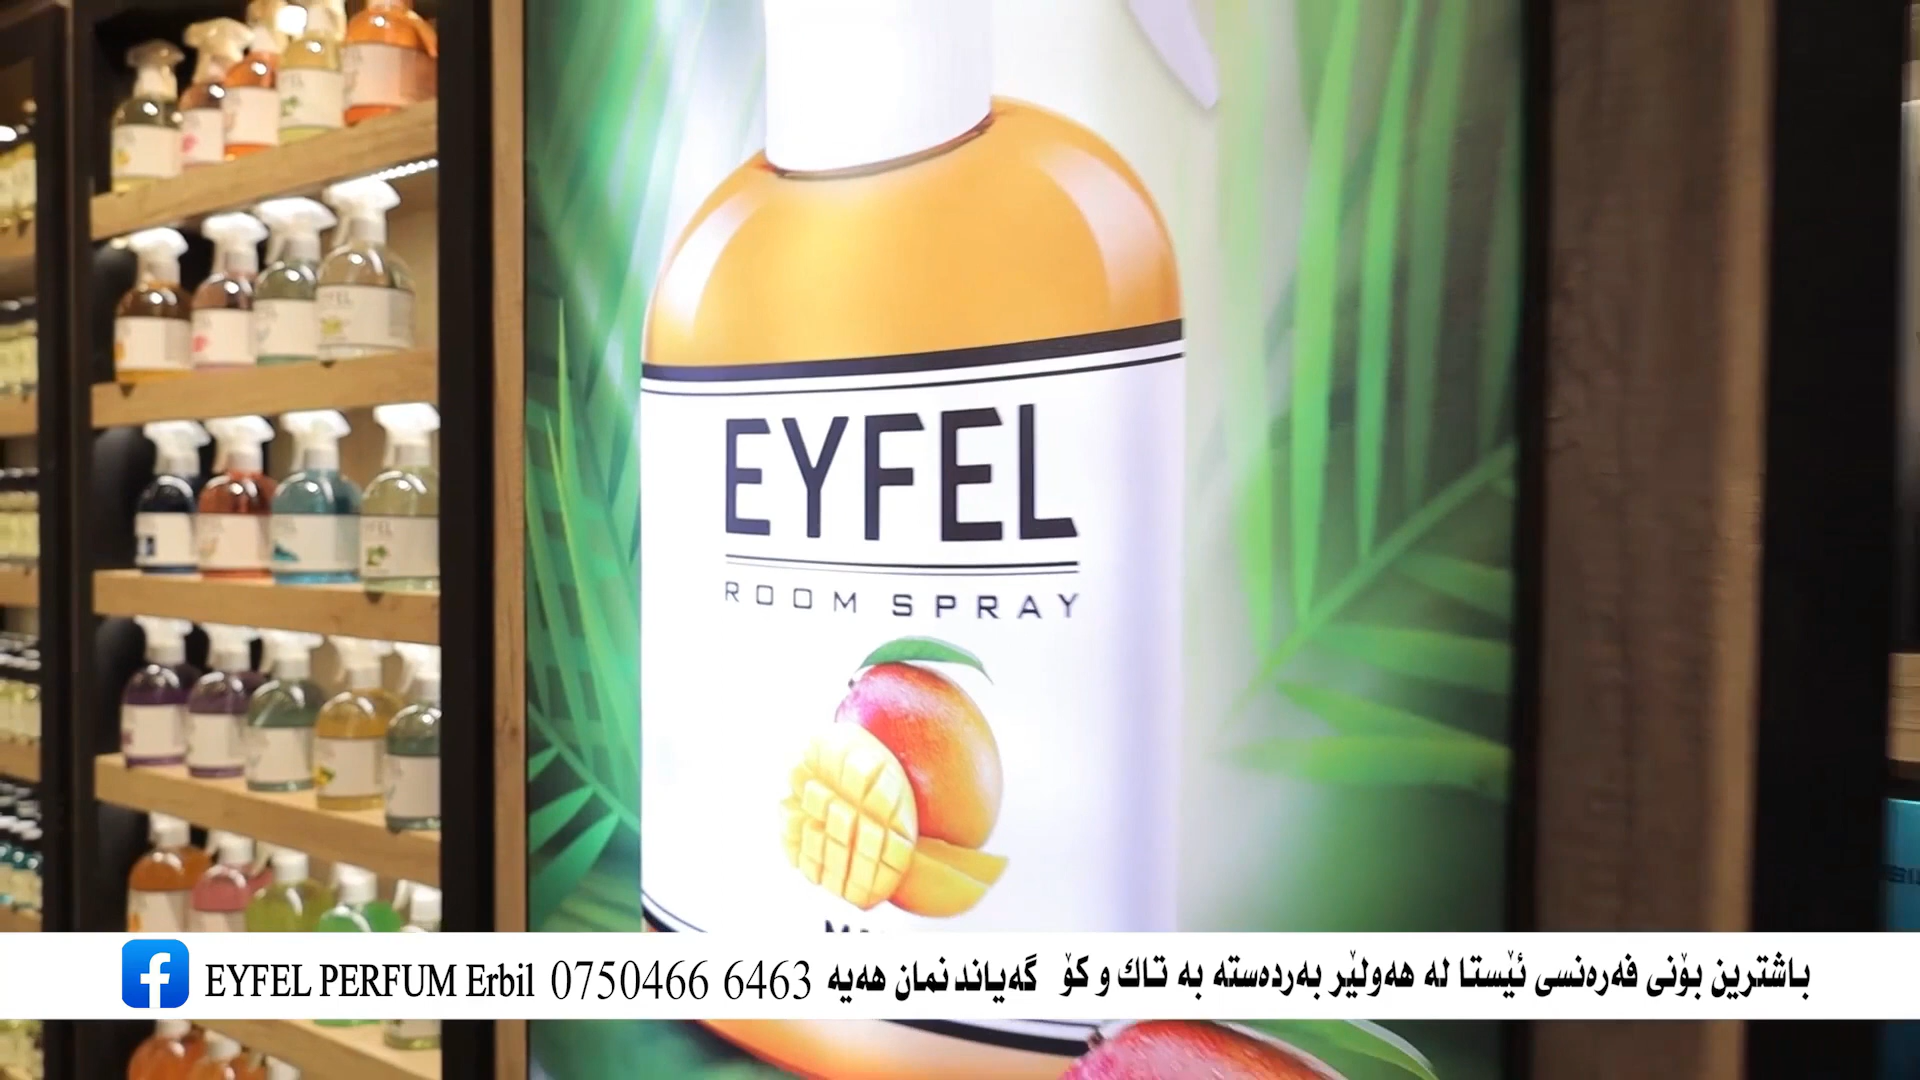 EYFEL
ROOM SPRAY
EYFEL PERFUM Erbil 0750466 6463 باشترین بۆنی فەرەنسی ئێستا لە هەولێر بەردەستە بە تاك و كۆ گەیاندنمان هەیە